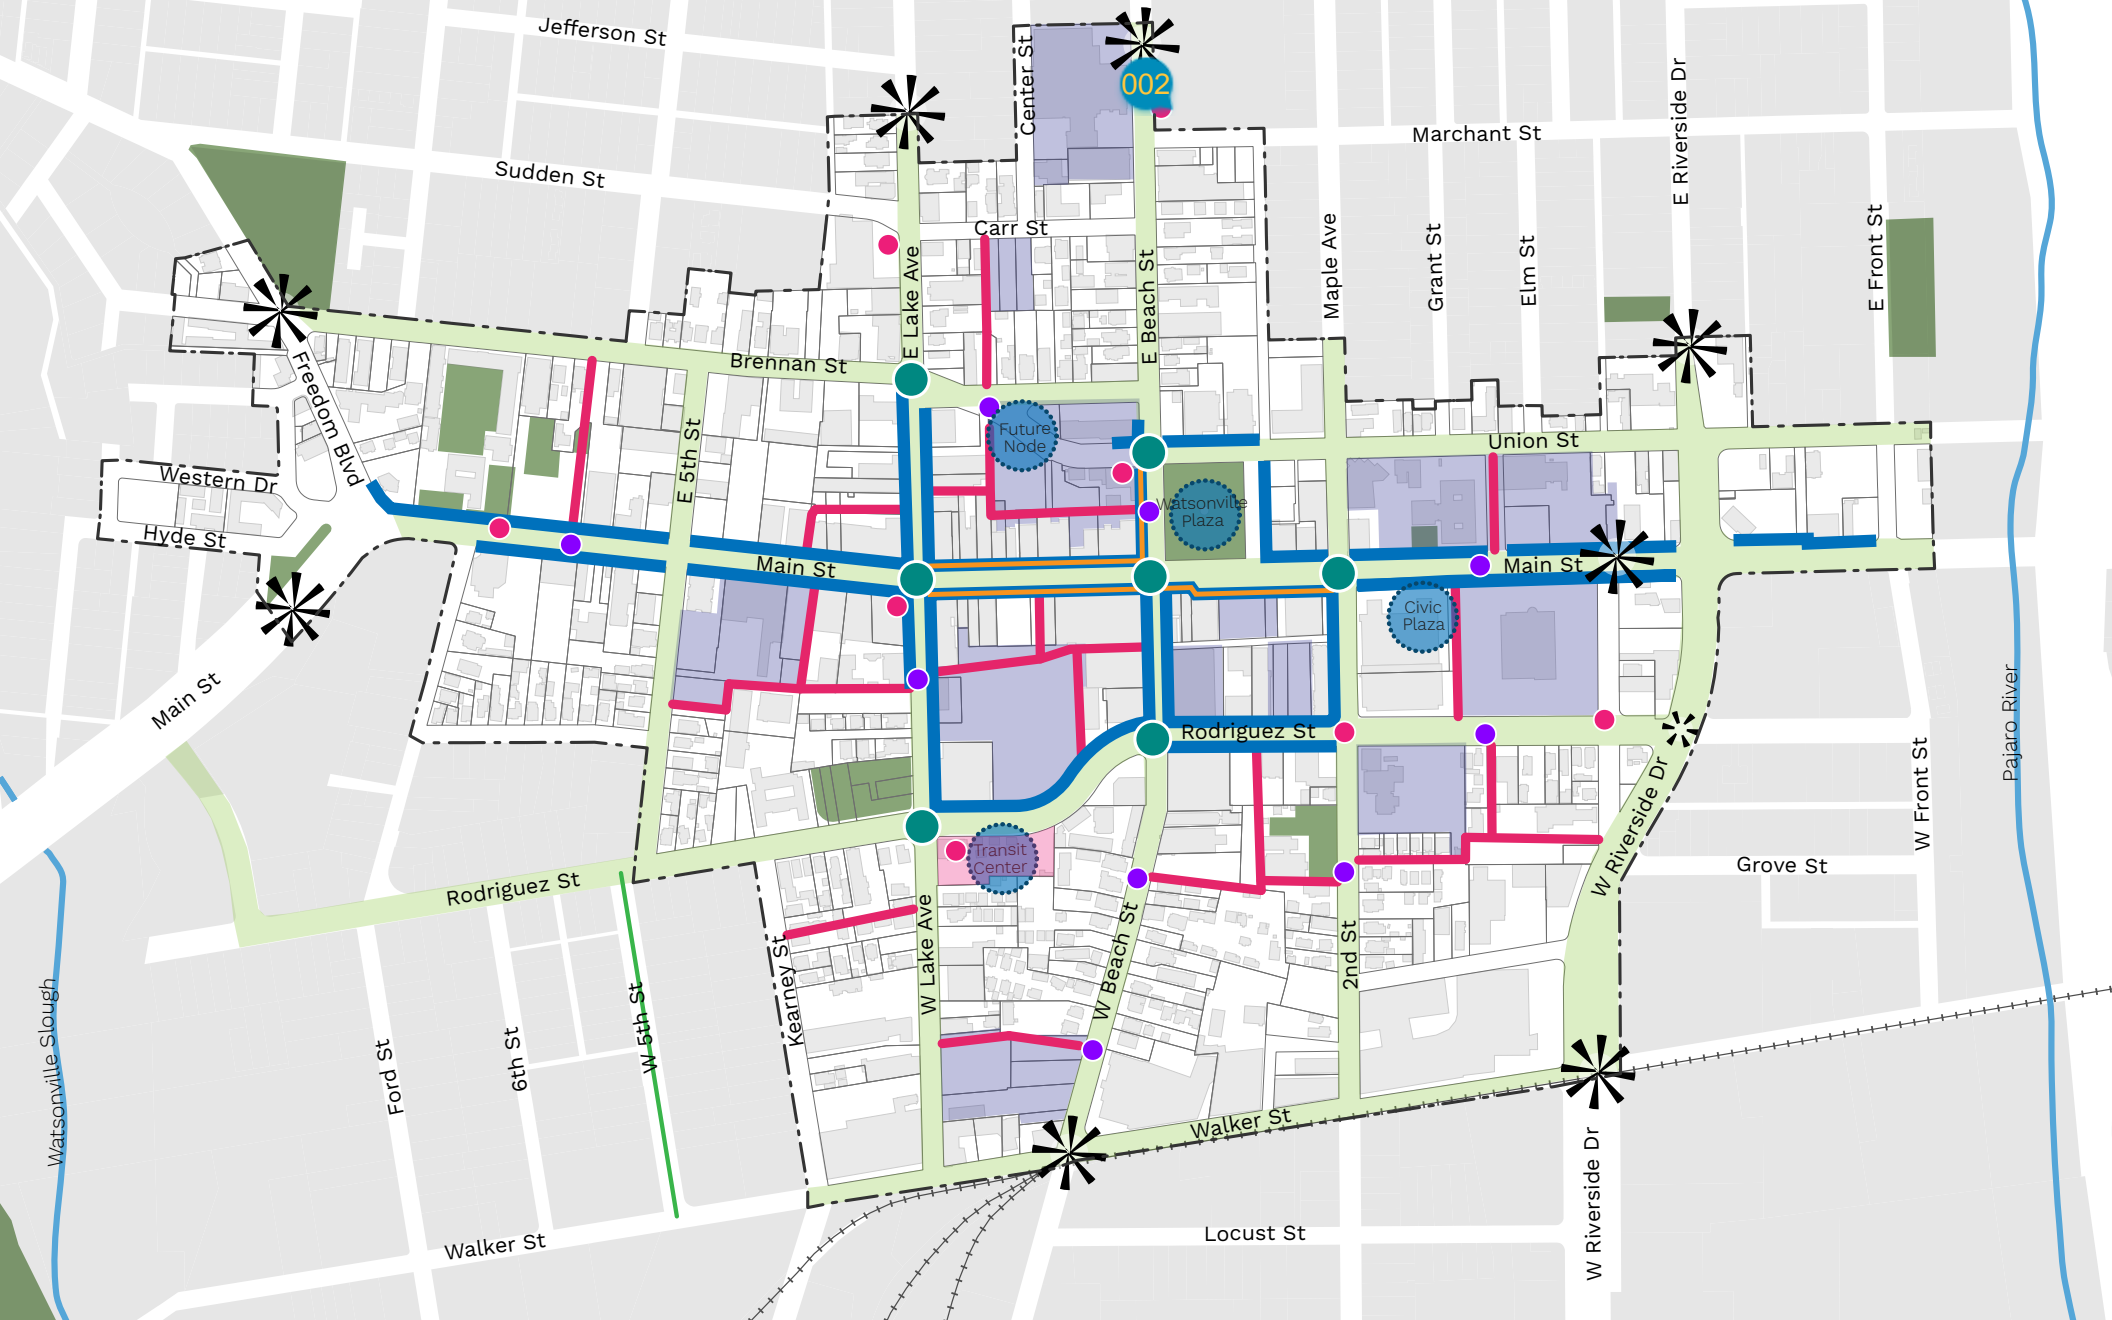 Jefferson St
Center St
002
E Riverside Dr
Marchant St
Sudden St
Carr St
E Lake Ave
E Beach St
Maple Ave
Grant St
Elm St
E Front St
Brennan St
Freedom Blvd
E 5th St
Future
Node
Union St
Western Dr
Hyde St
Watsonville
Plaza
Main St
Main St
Civic
Plaza
Main St
Rodriguez St
Pajaro River
W Riverside Dr
W Front St
Transit
Center
Grove St
Rodriguez St
W Lake Ave
W Beach St
2nd St
Kearney St
Watsonville Slough
Ford St
6th St
W 5th St
Walker St
Walker St
Locust St
W Riverside Dr